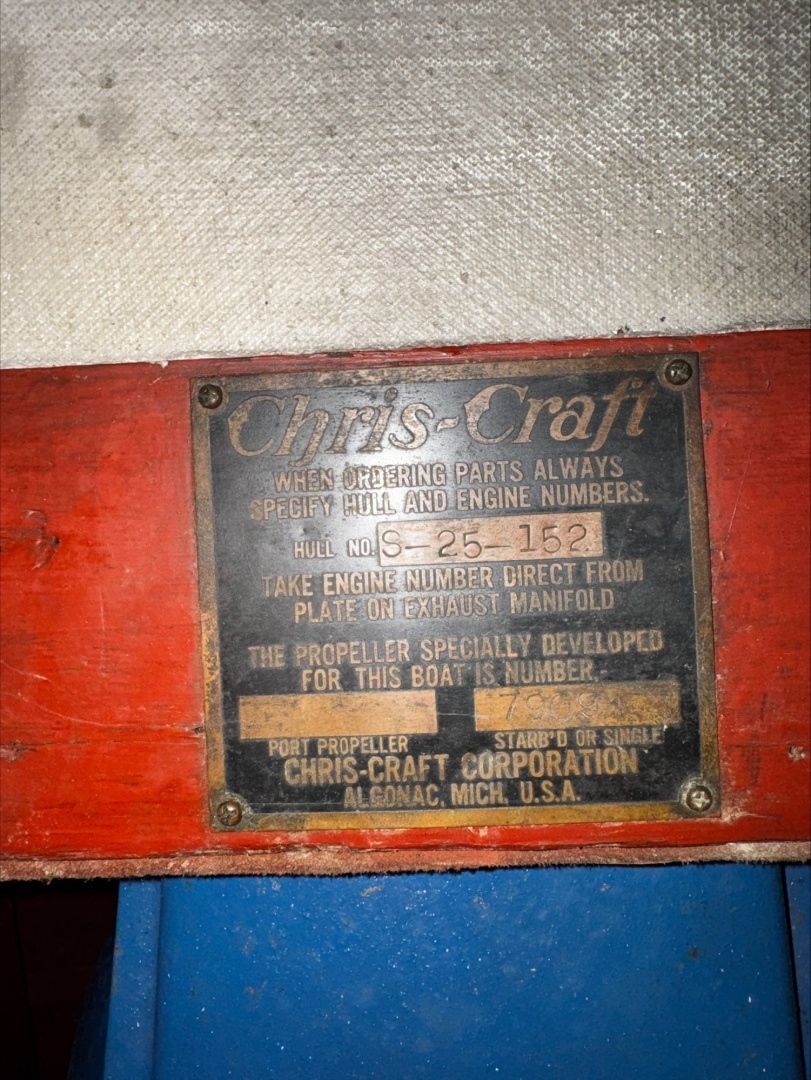 Chris-Craft
WHEN ORDERING PARTS ALWAYS
SPECIFY HULL AND ENGINE NUMBERS.
HULL NO. S-25-152
TAKE ENGINE NUMBER DIRECT FROM
PLATE ON EXHAUST MANIFOLD
THE PROPELLER SPECIALLY DEVELOPED
FOR THIS BOAT IS NUMBER.-
PORT PROPELLER STARB'D OR SINGLE
CHRIS-CRAFT CORPORATION
ALGONAC, MICH, U.S.A.